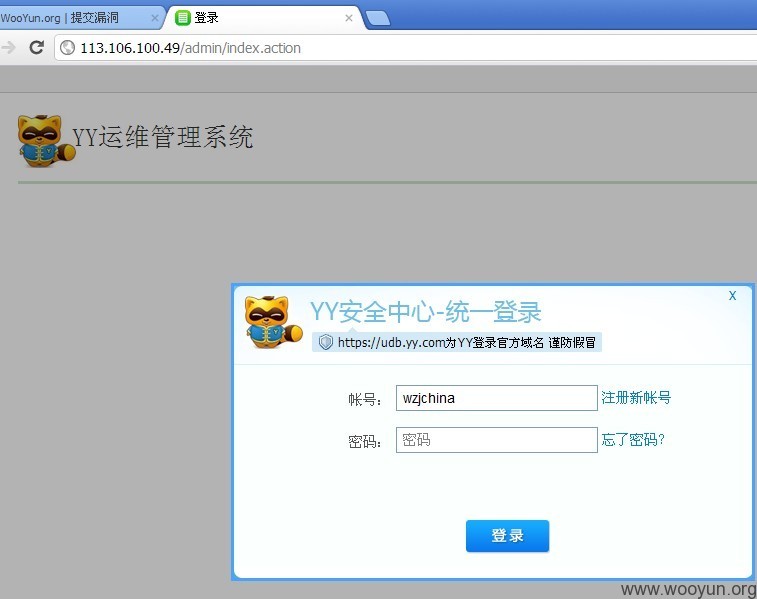 WooYun.org | 提交漏洞
登录
113.106.100.49/admin/index.action
YY运维管理系统
X
YY安全中心-统一登录
https://udb.yy.com为YY登录官方域名 谨防假冒
帐号: wzjchina 注册新帐号
密码: 密码 忘了密码?
登录
www.wooyun.org